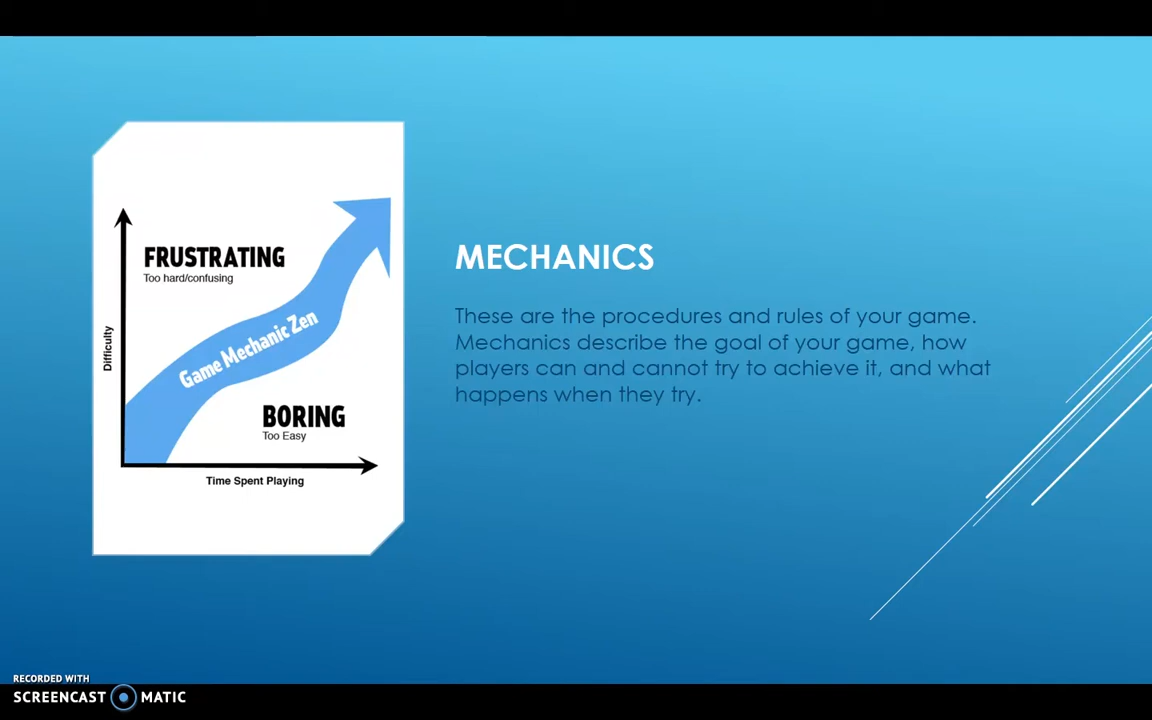 FRUSTRATING
Too hard/confusing
Difficulty
Game Mechanic Zen
BORING
Too Easy
Time Spent Playing
MECHANICS
These are the procedures and rules of your game.
Mechanics describe the goal of your game, how
players can and cannot try to achieve it, and what
happens when they try.
RECORDED WITH
SCREENCAST MATIC